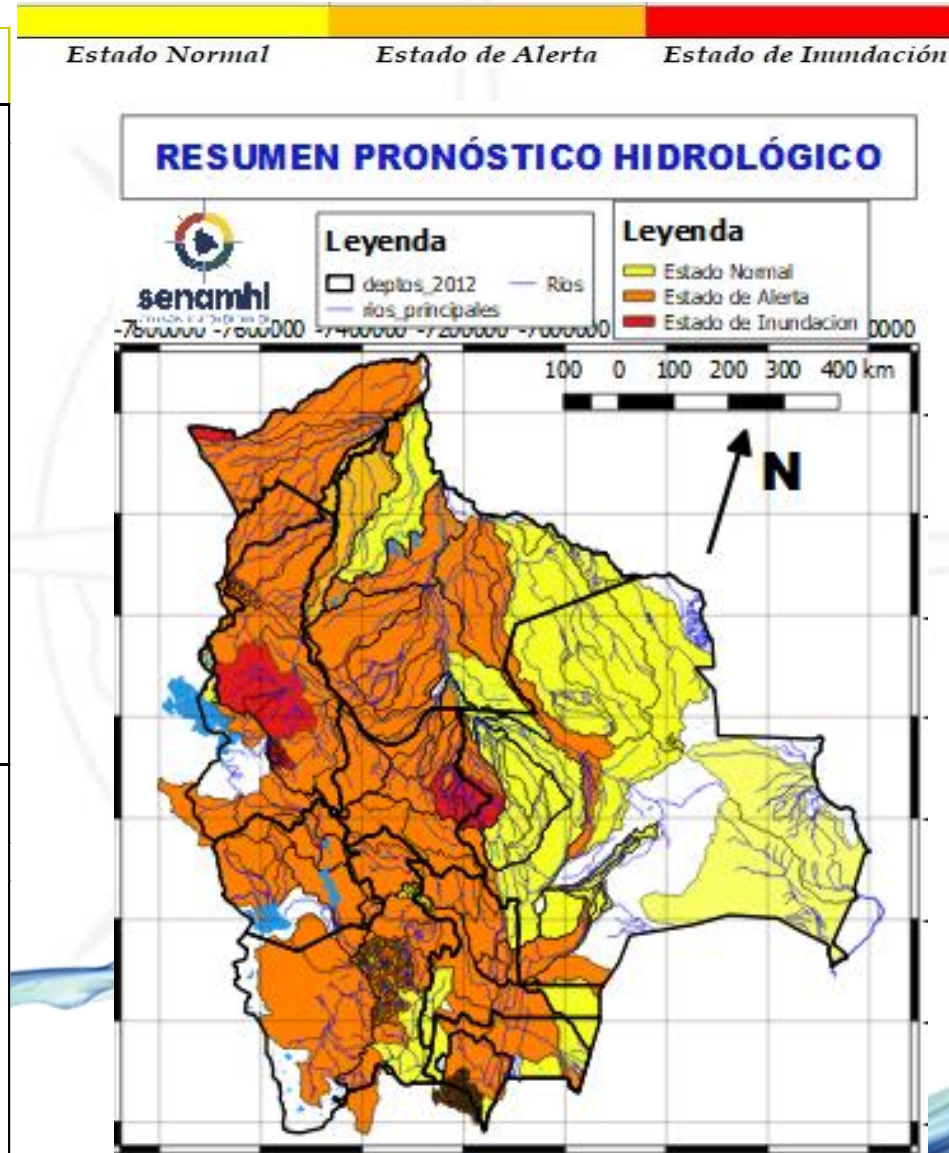 Estado Normal
Estado de Alerta
Estado de Inundación
RESUMEN PRONÓSTICO HIDROLÓGICO
senamhi
Leyenda
deptos_2012
Rios
rios_principales
Leyenda
Estado Normal
Estado de Alerta
Estado de Inundacion
-7800000 -7600000 -7400000 -7200000 -7000000
0000
100 0 100 200 300 400 km
N